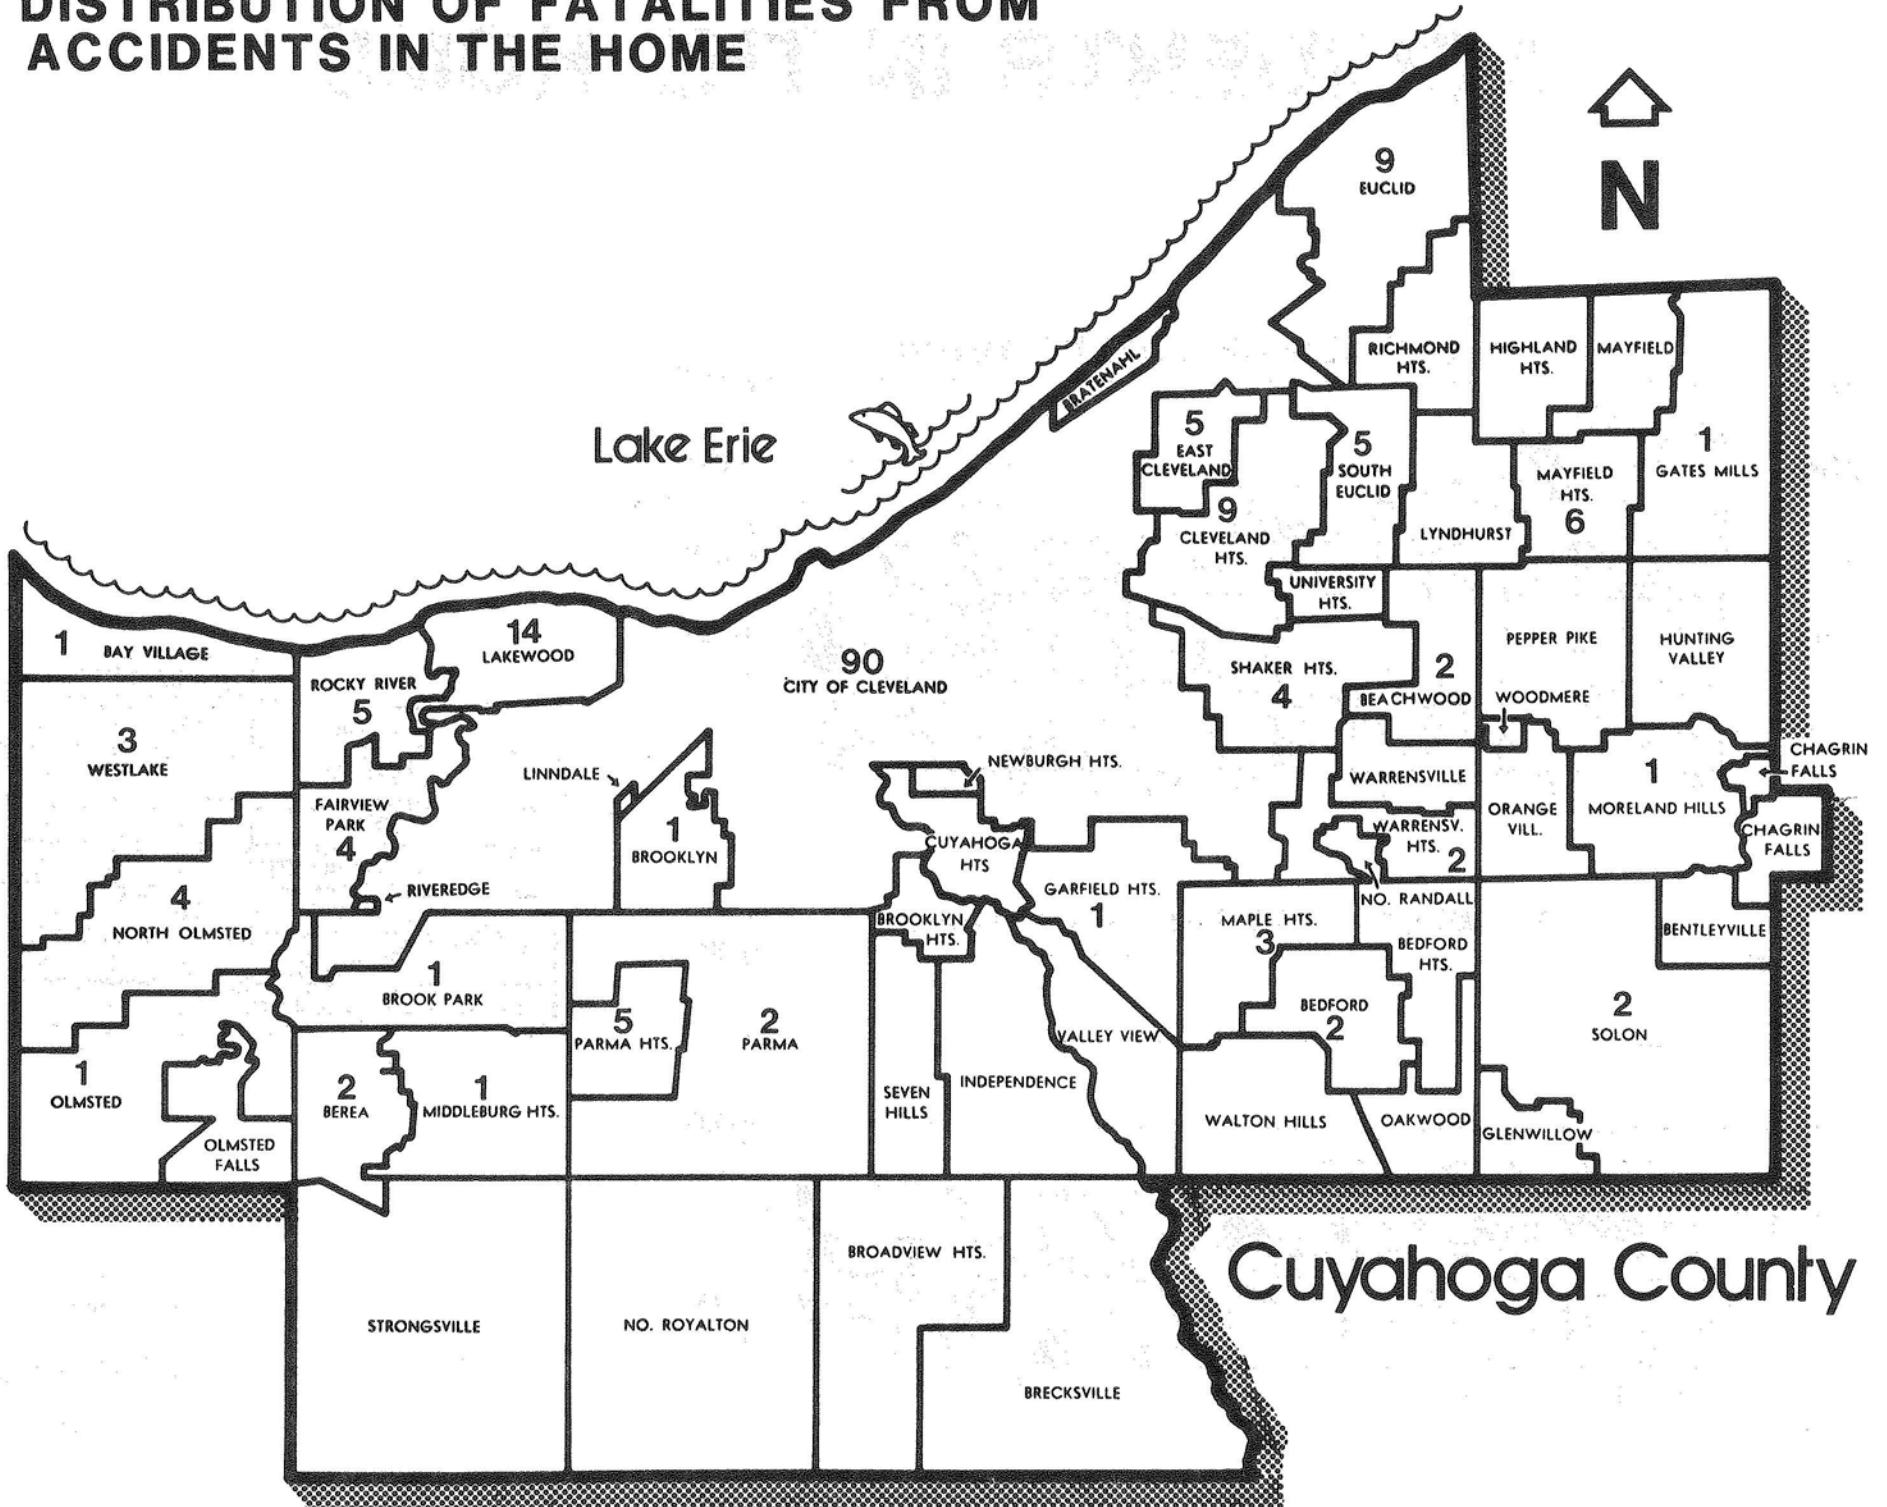 DISTRIBUTION OF FATALITIES FROM
ACCIDENTS IN THE HOME
N
9
EUCLID
RICHMOND
HTS.
HIGHLAND
HTS.
MAYFIELD
BRATENAHL
Lake Erie
5
EAST
CLEVELAND
5
SOUTH
EUCLID
1
GATES MILLS
MAYFIELD
HTS.
6
9
CLEVELAND
HTS.
LYNDHURST
UNIVERSITY
HTS.
1 BAY VILLAGE
14
LAKEWOOD
90
CITY OF CLEVELAND
SHAKER HTS.
4
2
BEACHWOOD
PEPPER PIKE
HUNTING
VALLEY
WOODMERE
ROCKY RIVER
5
3
WESTLAKE
LINNDALE
NEWBURGH HTS.
WARRENSVILLE
CHAGRIN
FALLS
1
MORELAND HILLS
ORANGE
VILL.
CHAGRIN
FALLS
FAIRVIEW
PARK
4
1
BROOKLYN
CUYAHOGA
HTS
WARRENSV.
HTS. 2
RIVEREDGE
GARFIELD HTS.
1
NO. RANDALL
4
NORTH OLMSTED
BROOKLYN
HTS.
MAPLE HTS.
3
BEDFORD
HTS.
BENTLEYVILLE
1
BROOK PARK
5
PARMA HTS.
2
PARMA
VALLEY VIEW
BEDFORD
2
2
SOLON
1
OLMSTED
2
BEREA
1
MIDDLEBURG HTS.
SEVEN
HILLS
INDEPENDENCE
WALTON HILLS
OAKWOOD
GLENWILLOW
OLMSTED
FALLS
BROADVIEW HTS.
Cuyahoga County
STRONGSVILLE
NO. ROYALTON
BRECKSVILLE